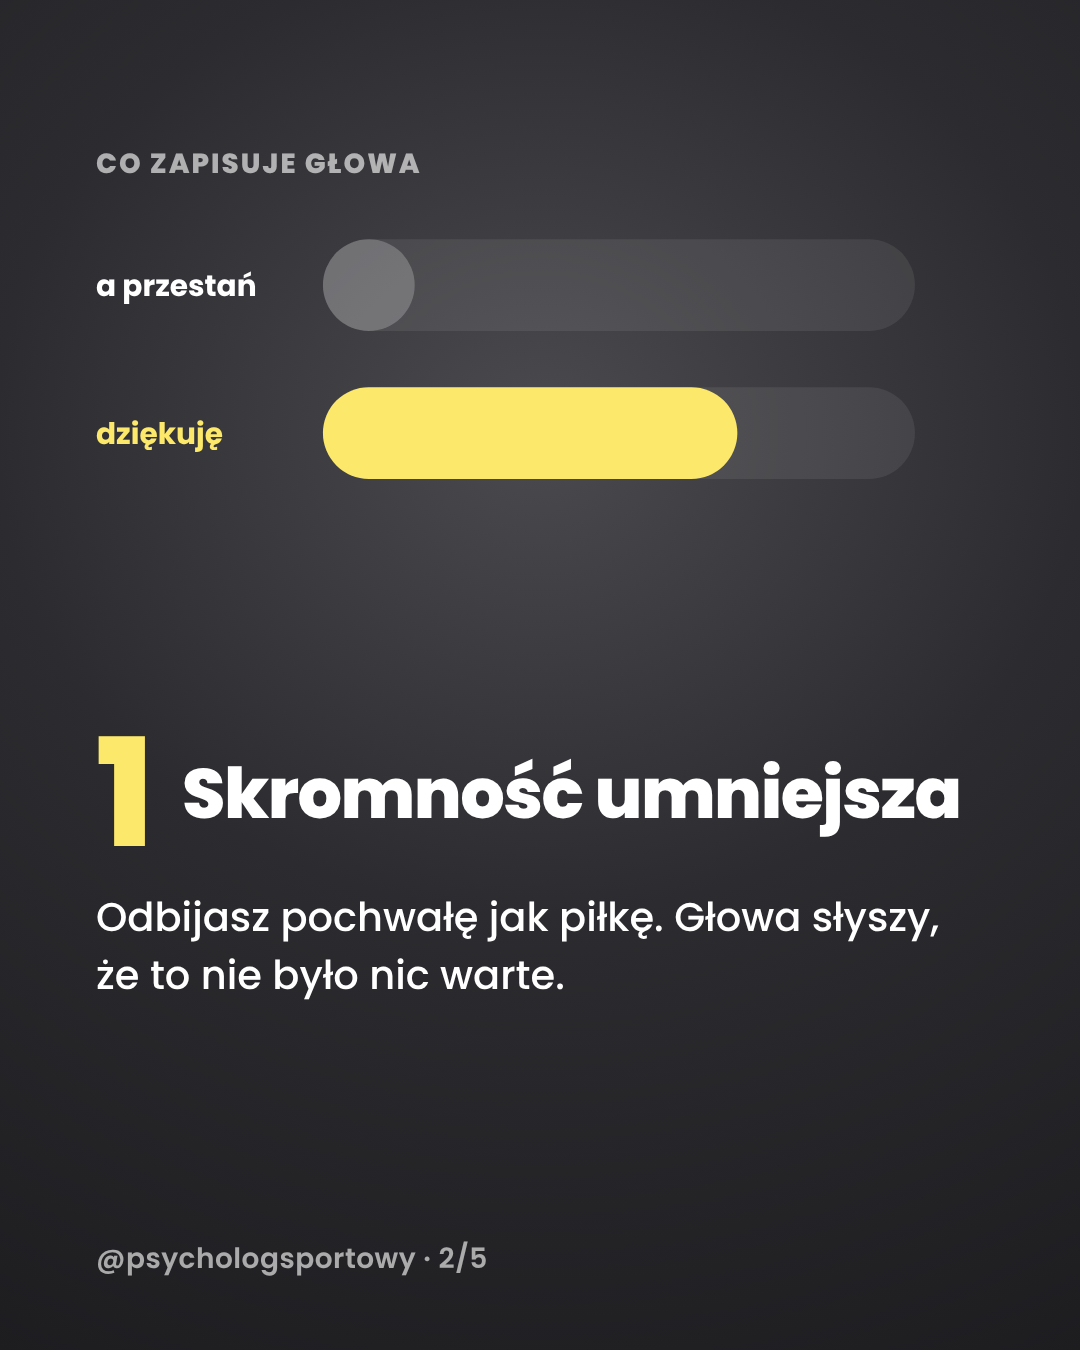 CO ZAPISUJE GŁOWA
a przestań
dziękuję
1 Skromność umniejsza
Odbijasz pochwałę jak piłkę. Głowa słyszy,
że to nie było nic warte.
@psychologsportowy · 2/5